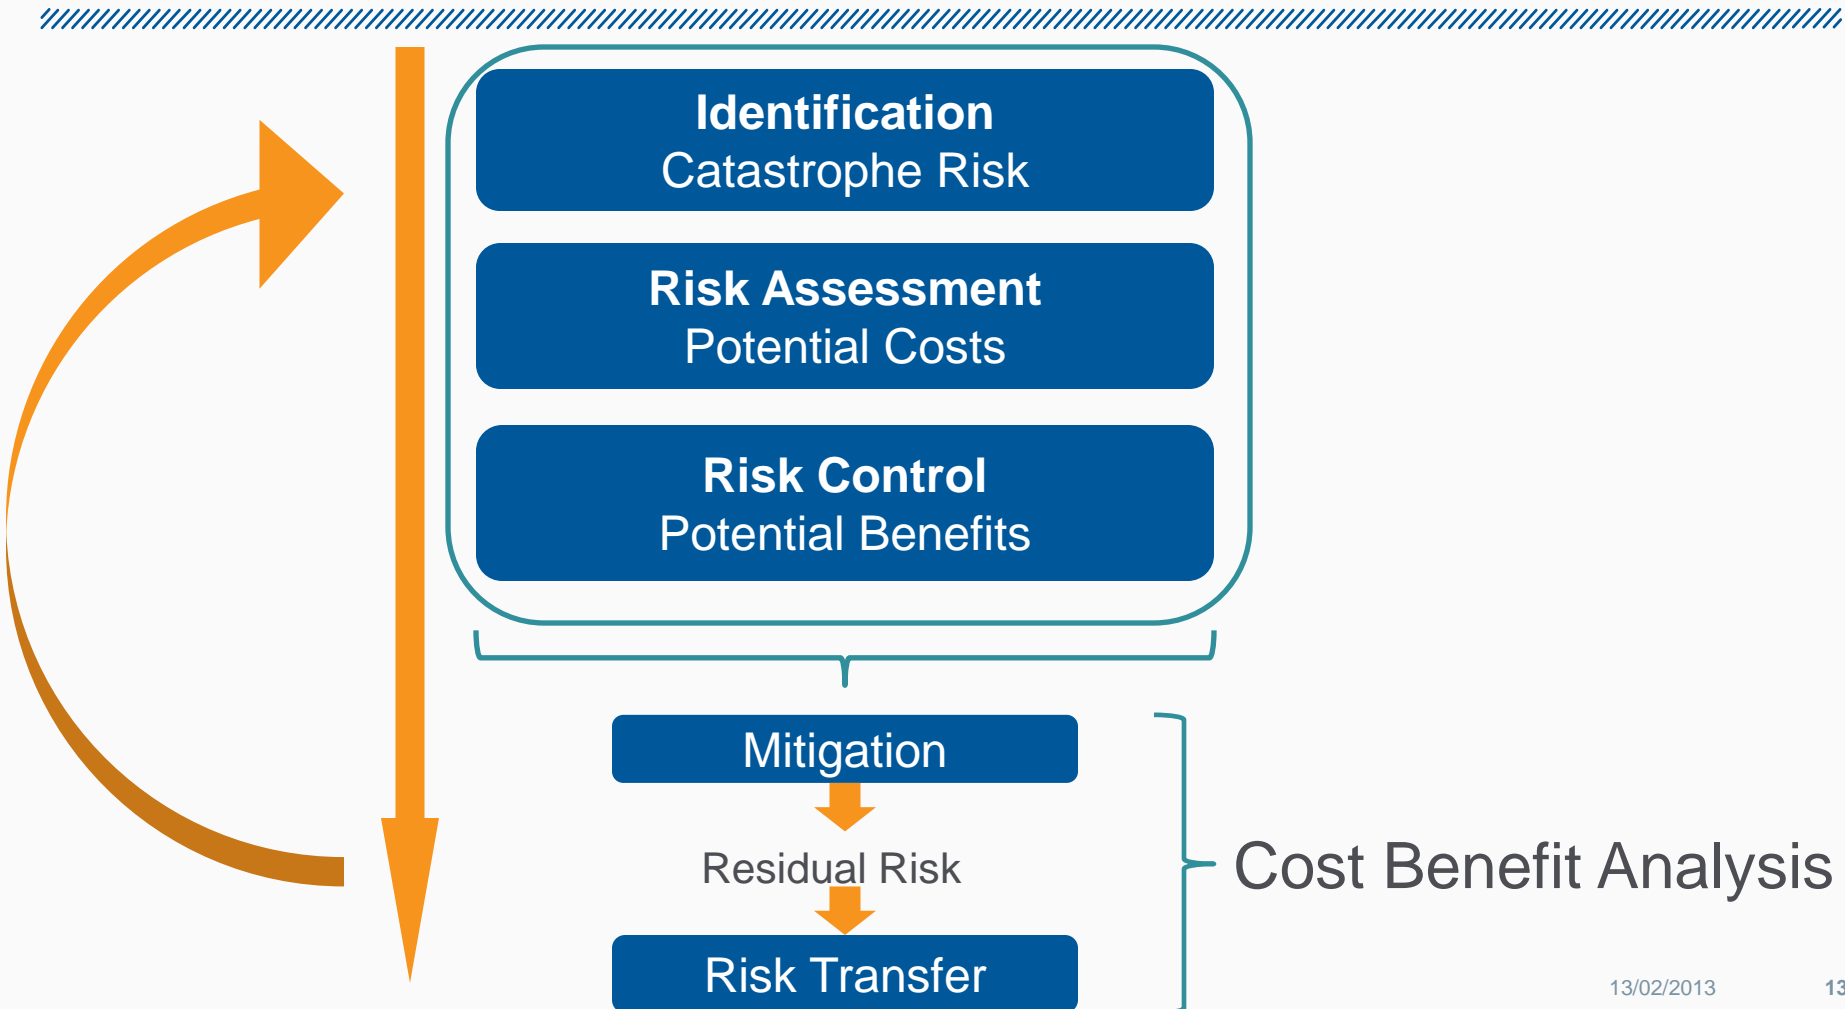 Identification
Catastrophe Risk
Risk Assessment
Potential Costs
Risk Control
Potential Benefits
Mitigation
Residual Risk
Cost Benefit Analysis
Risk Transfer
13/02/2013 13